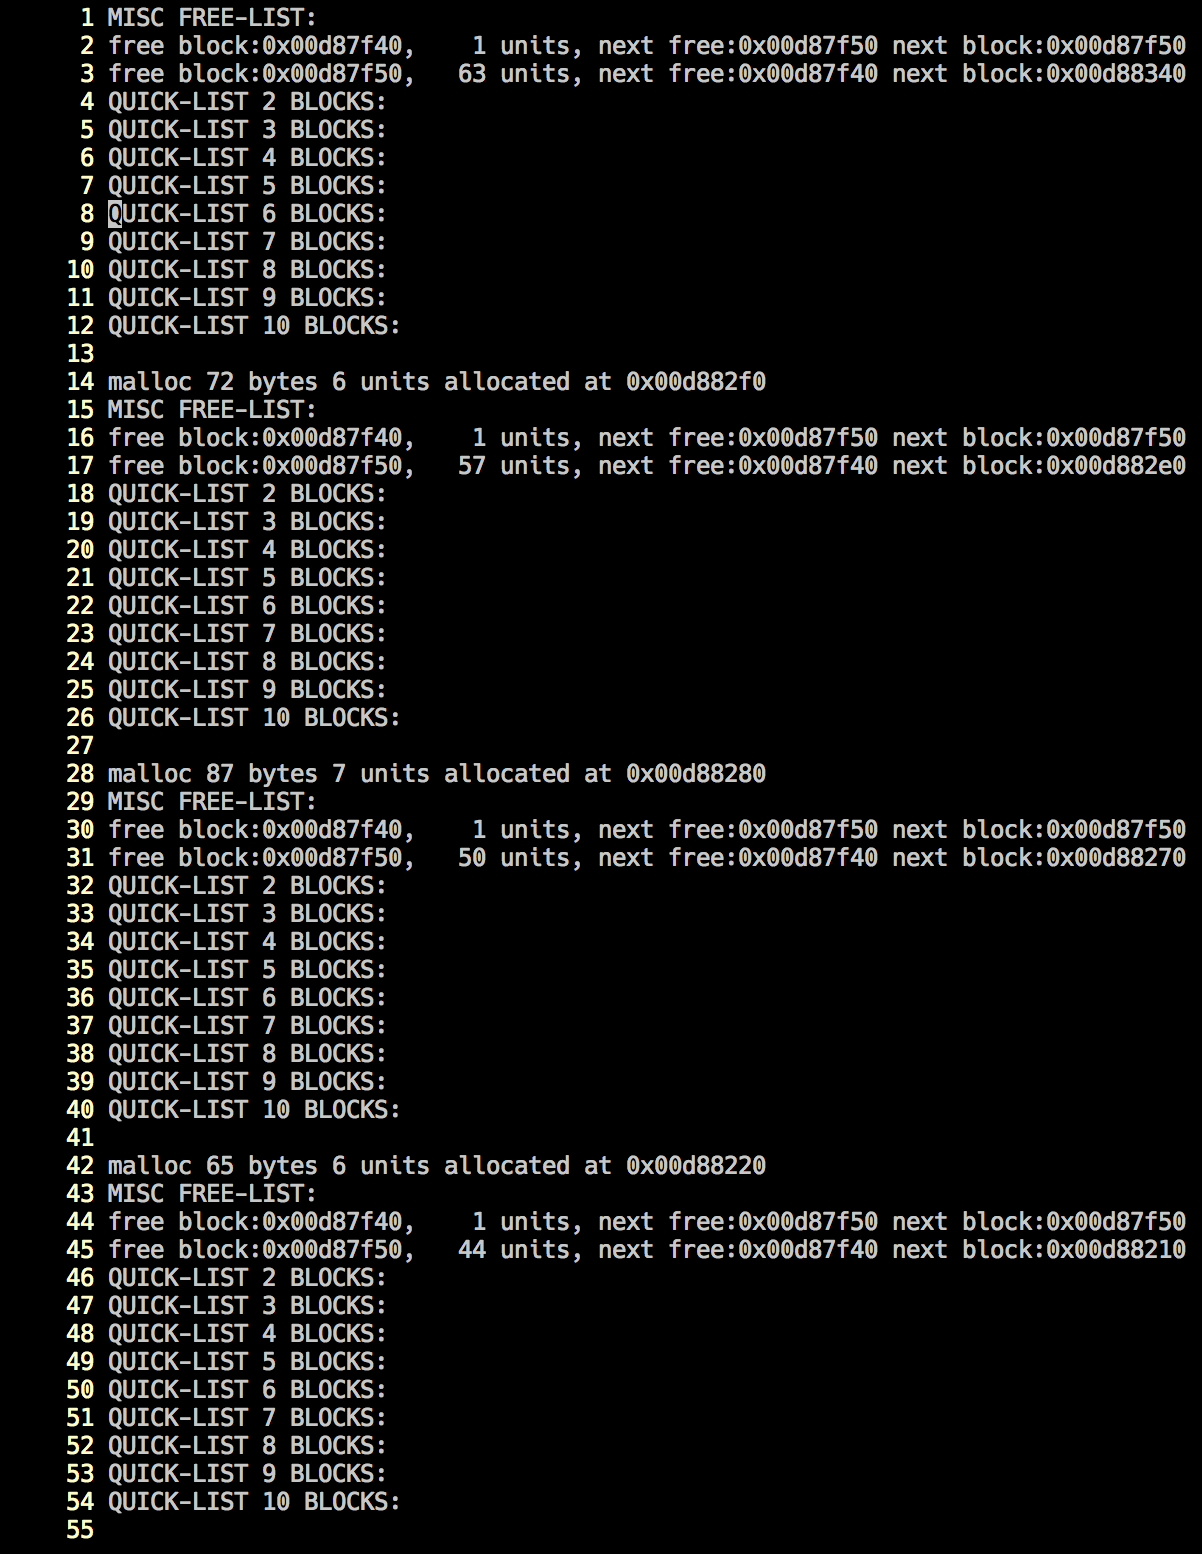 1 MISC FREE-LIST:
2 free block:0x00d87f40,    1 units, next free:0x00d87f50 next block:0x00d87f50
3 free block:0x00d87f50,   63 units, next free:0x00d87f40 next block:0x00d88340
4 QUICK-LIST 2 BLOCKS:
5 QUICK-LIST 3 BLOCKS:
6 QUICK-LIST 4 BLOCKS:
7 QUICK-LIST 5 BLOCKS:
8 QUICK-LIST 6 BLOCKS:
9 QUICK-LIST 7 BLOCKS:
10 QUICK-LIST 8 BLOCKS:
11 QUICK-LIST 9 BLOCKS:
12 QUICK-LIST 10 BLOCKS:
13
14 malloc 72 bytes 6 units allocated at 0x00d882f0
15 MISC FREE-LIST:
16 free block:0x00d87f40,    1 units, next free:0x00d87f50 next block:0x00d87f50
17 free block:0x00d87f50,   57 units, next free:0x00d87f40 next block:0x00d882e0
18 QUICK-LIST 2 BLOCKS:
19 QUICK-LIST 3 BLOCKS:
20 QUICK-LIST 4 BLOCKS:
21 QUICK-LIST 5 BLOCKS:
22 QUICK-LIST 6 BLOCKS:
23 QUICK-LIST 7 BLOCKS:
24 QUICK-LIST 8 BLOCKS:
25 QUICK-LIST 9 BLOCKS:
26 QUICK-LIST 10 BLOCKS:
27
28 malloc 87 bytes 7 units allocated at 0x00d88280
29 MISC FREE-LIST:
30 free block:0x00d87f40,    1 units, next free:0x00d87f50 next block:0x00d87f50
31 free block:0x00d87f50,   50 units, next free:0x00d87f40 next block:0x00d88270
32 QUICK-LIST 2 BLOCKS:
33 QUICK-LIST 3 BLOCKS:
34 QUICK-LIST 4 BLOCKS:
35 QUICK-LIST 5 BLOCKS:
36 QUICK-LIST 6 BLOCKS:
37 QUICK-LIST 7 BLOCKS:
38 QUICK-LIST 8 BLOCKS:
39 QUICK-LIST 9 BLOCKS:
40 QUICK-LIST 10 BLOCKS:
41
42 malloc 65 bytes 6 units allocated at 0x00d88220
43 MISC FREE-LIST:
44 free block:0x00d87f40,    1 units, next free:0x00d87f50 next block:0x00d87f50
45 free block:0x00d87f50,   44 units, next free:0x00d87f40 next block:0x00d88210
46 QUICK-LIST 2 BLOCKS:
47 QUICK-LIST 3 BLOCKS:
48 QUICK-LIST 4 BLOCKS:
49 QUICK-LIST 5 BLOCKS:
50 QUICK-LIST 6 BLOCKS:
51 QUICK-LIST 7 BLOCKS:
52 QUICK-LIST 8 BLOCKS:
53 QUICK-LIST 9 BLOCKS:
54 QUICK-LIST 10 BLOCKS:
55